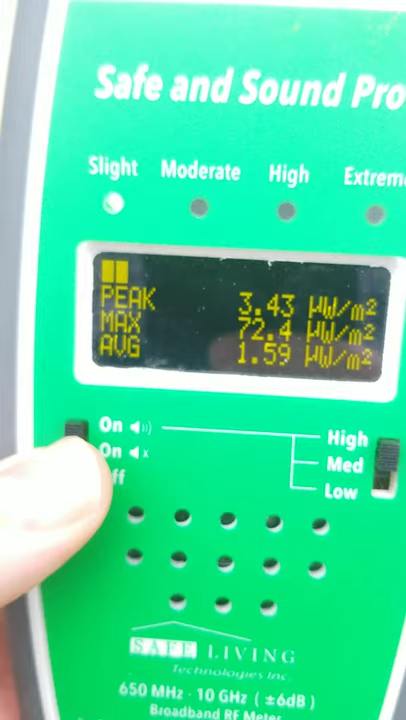 Safe and Sound Pro
Slight Moderate High Extreme
PEAK 3.43 µW/m²
MAX 72.4 µW/m²
AVG 1.59 µW/m²
On
On
ff
High
Med
Low
SAFE LIVING
Technologies Inc.
650 MHz - 10 GHz (±6dB)
Broadband RF Meter